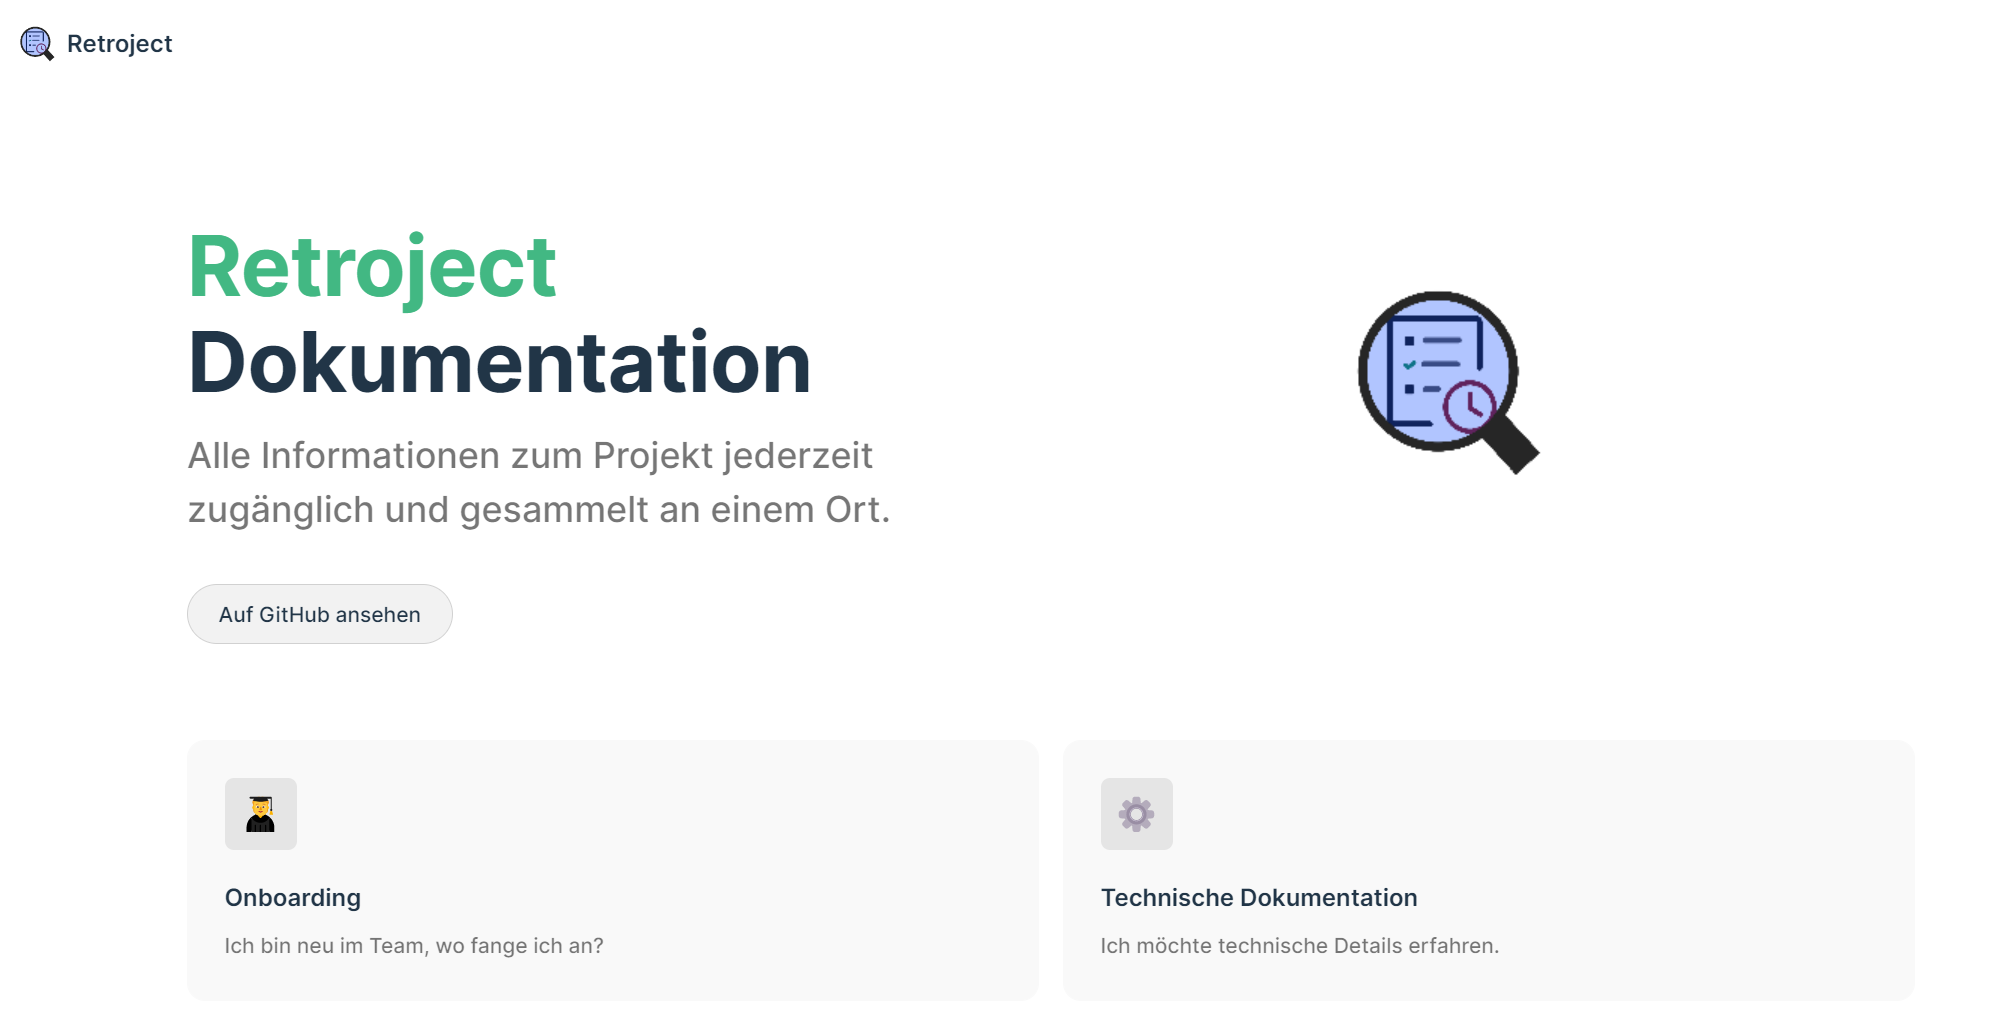 Retroject
Retroject
Dokumentation
Alle Informationen zum Projekt jederzeit
zugänglich und gesammelt an einem Ort.
Auf GitHub ansehen
Onboarding
Ich bin neu im Team, wo fange ich an?
Technische Dokumentation
Ich möchte technische Details erfahren.